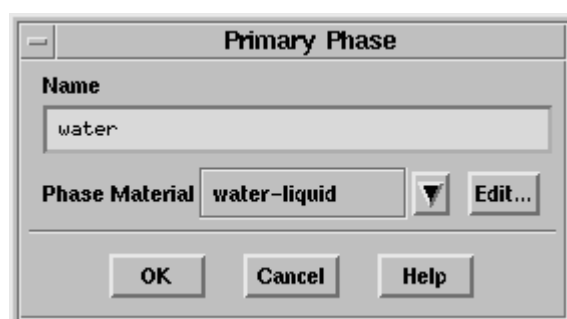 Primary Phase
Name
water
Phase Material water-liquid Edit...
OK Cancel Help